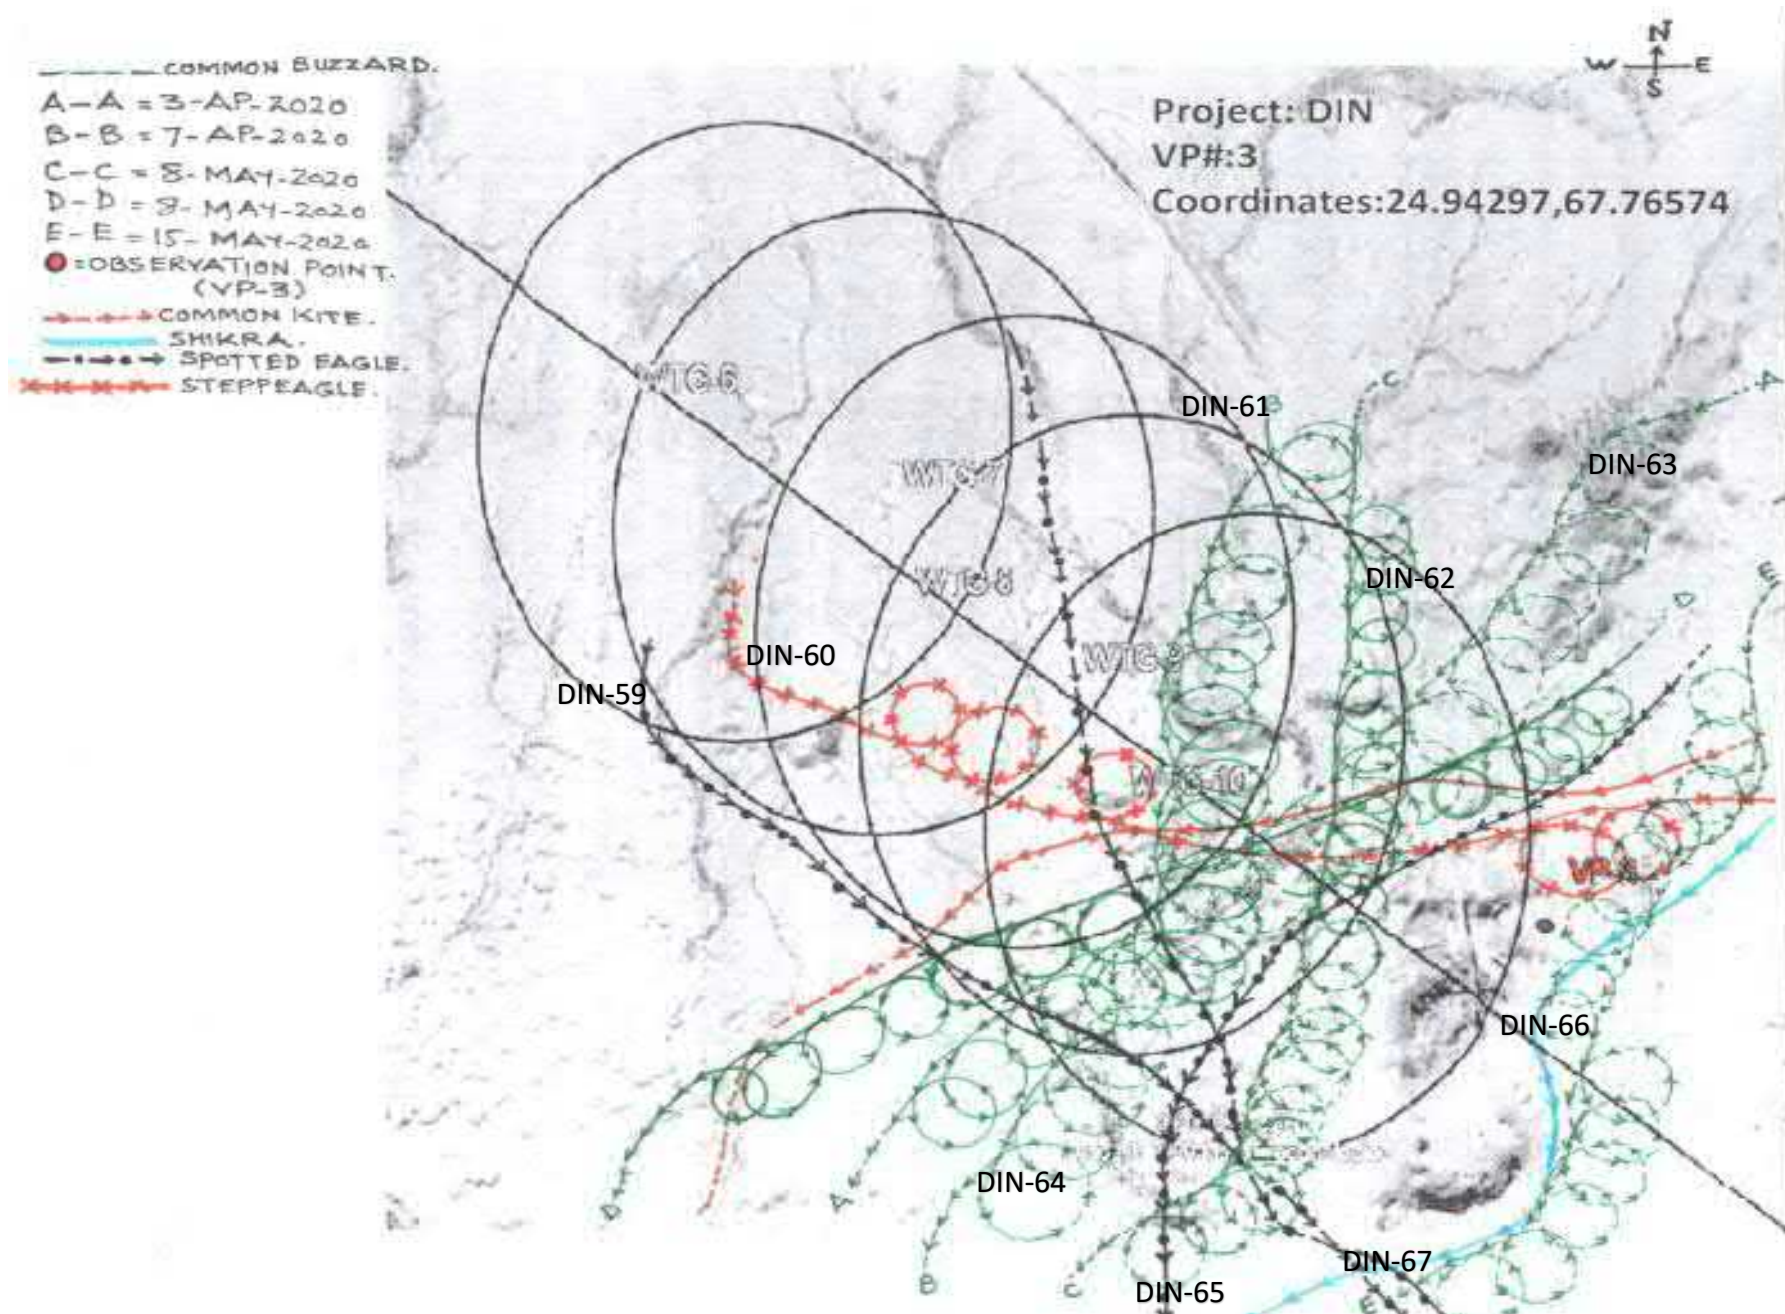 COMMON BUZZARD.
A-A = 3-AP-2020
B-B = 7-AP-2020
C-C = 8-MAY-2020
D-D = 8-MAY-2020
E-E = 15-MAY-2020
=OBSERVATION POINT.
(VP-3)
COMMON KITE.
SHIKRA.
SPOTTED EAGLE.
STEPPEAGLE.
N
W E
S
Project: DIN
VP#:3
Coordinates:24.94297,67.76574
WTG-6
C
A
DIN-61
B
DIN-63
WTG-7
WTG-8
DIN-62
E
D
DIN-60
WTG-9
DIN-59
WTG-10
DIN-66
DIN-64
D
A
B
C
DIN-65
DIN-67
E